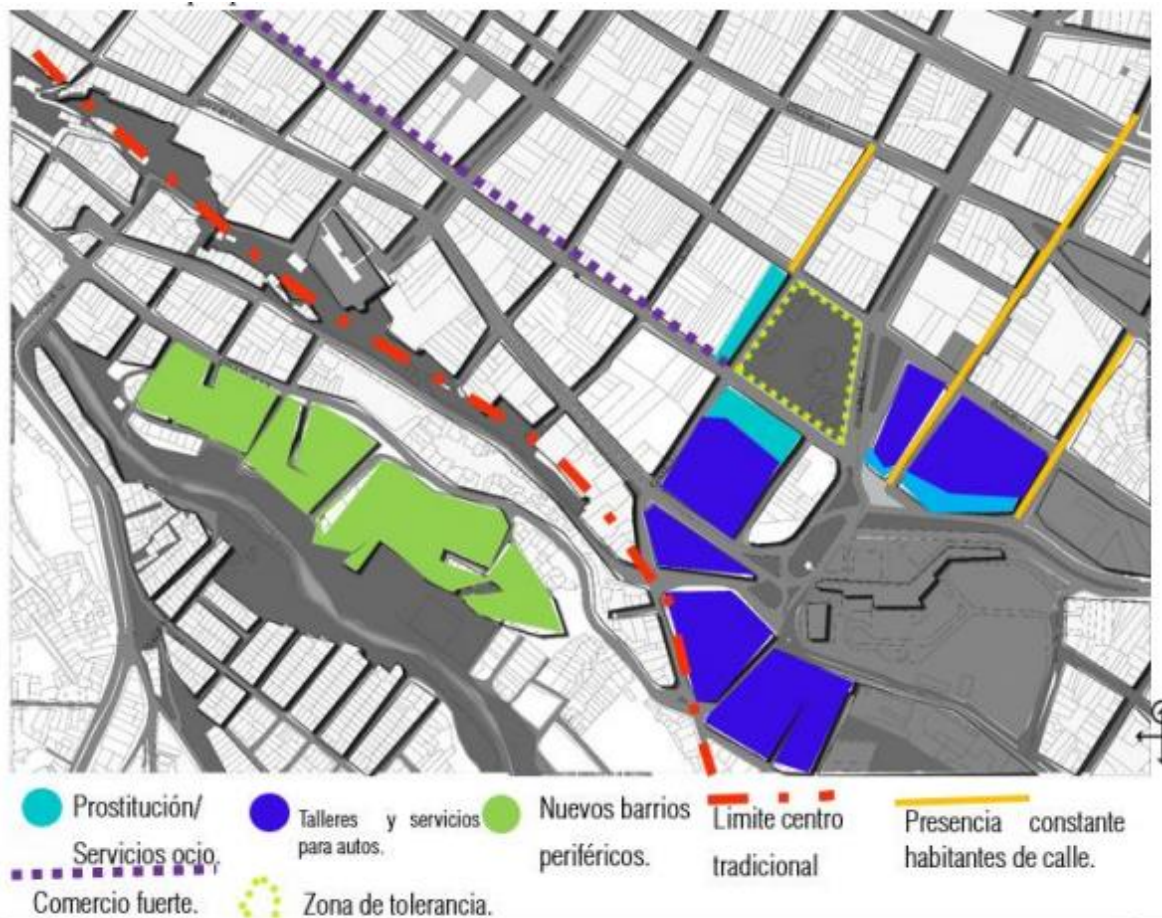 Prostitución/
Servicios ocio.
Talleres y servicios
para autos.
Nuevos barrios
periféricos.
Limite centro
tradicional
Presencia constante
habitantes de calle.
Comercio fuerte.
Zona de tolerancia.